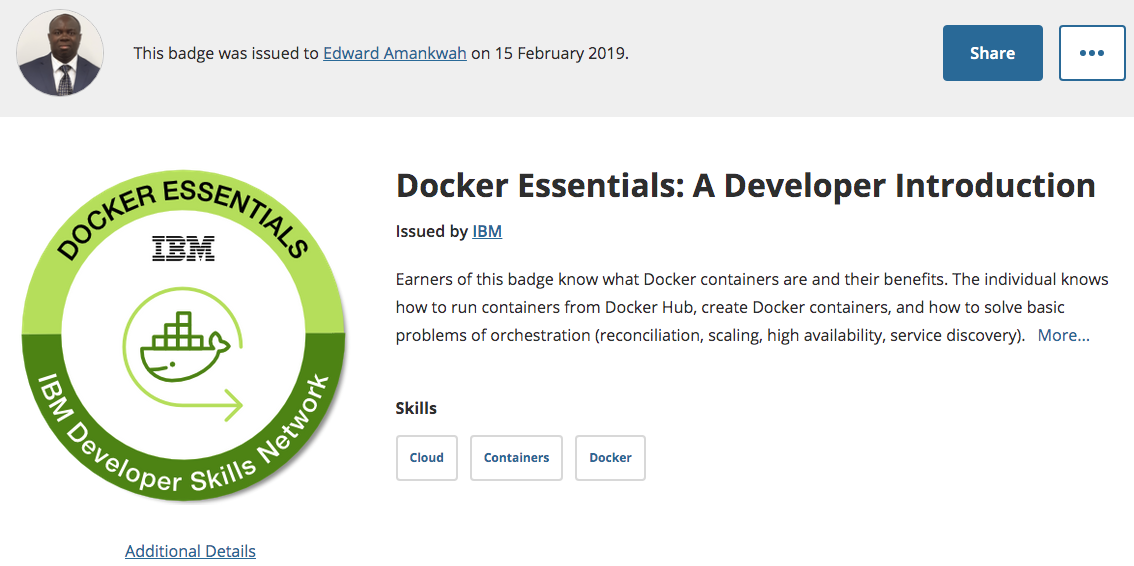 This badge was issued to Edward Amankwah on 15 February 2019.
Share
DOCKER ESSENTIALS
IBM
IBM Developer Skills Network
Additional Details
Docker Essentials: A Developer Introduction
Issued by IBM
Earners of this badge know what Docker containers are and their benefits. The individual knows
how to run containers from Docker Hub, create Docker containers, and how to solve basic
problems of orchestration (reconciliation, scaling, high availability, service discovery). More...
Skills
Cloud Containers Docker